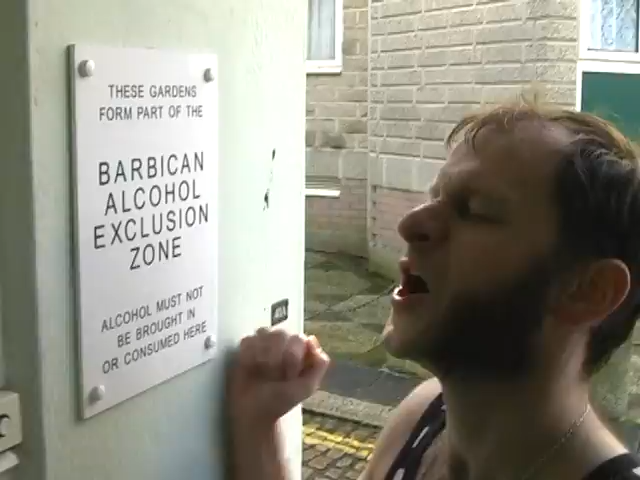 THESE GARDENS
FORM PART OF THE
BARBICAN
ALCOHOL
EXCLUSION
ZONE
ALCOHOL MUST NOT
BE BROUGHT IN
OR CONSUMED HERE